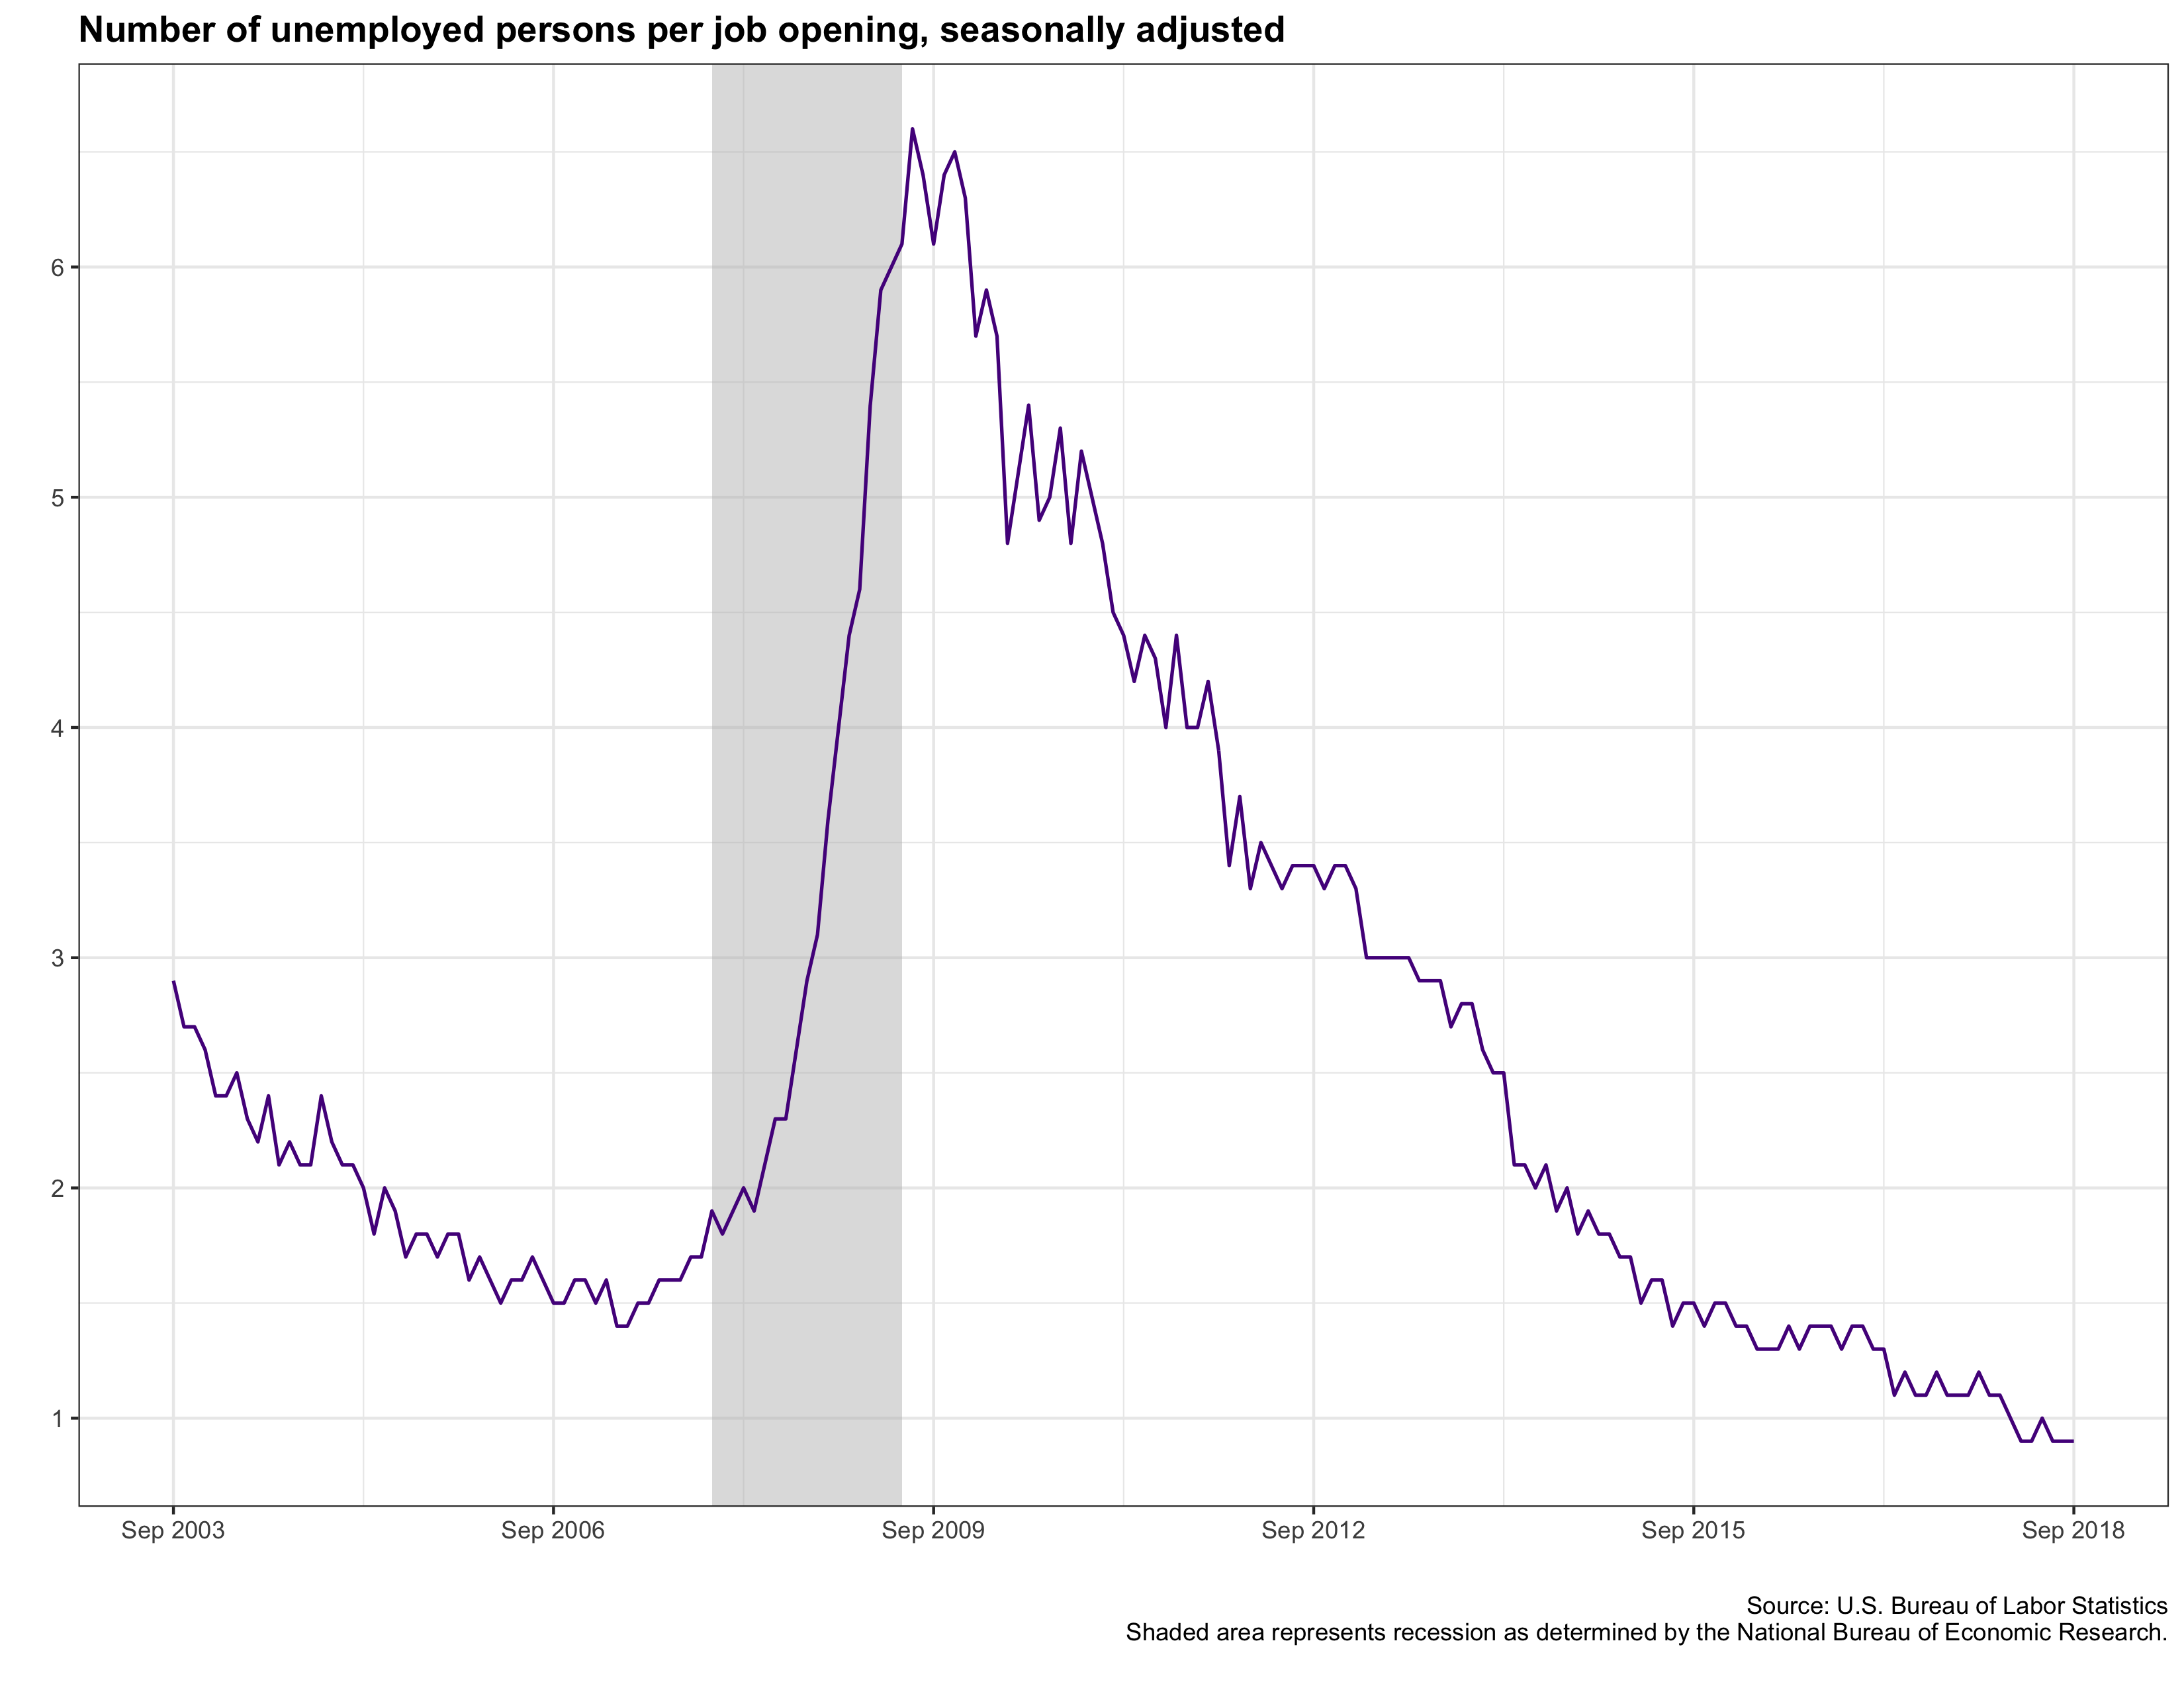 Number of unemployed persons per job opening, seasonally adjusted
6
5
4
3
2
1
Sep 2003 Sep 2006 Sep 2009 Sep 2012 Sep 2015 Sep 2018
Source: U.S. Bureau of Labor Statistics
Shaded area represents recession as determined by the National Bureau of Economic Research.